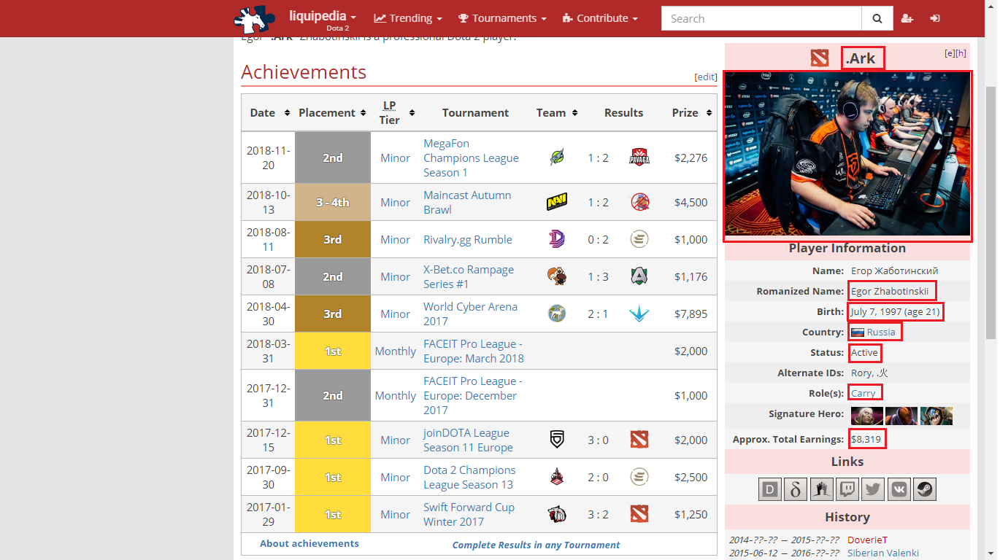 liquipedia
Dota 2
Trending
Tournaments
Contribute
Search
Egor ".Ark" Zhabotinskii is a professional Dota 2 player.
Achievements
[edit]
Date Placement LP Tier Tournament Team Results Prize
2018-11-20 2nd Minor MegaFon Champions League Season 1 1 : 2 PAVAGA $2,276
2018-10-13 3 - 4th Minor Maincast Autumn Brawl NAVI 1 : 2 $4,500
2018-08-11 3rd Minor Rivalry.gg Rumble 0 : 2 $1,000
2018-07-08 2nd Minor X-Bet.co Rampage Series #1 1 : 3 $1,176
2018-04-30 3rd Minor World Cyber Arena 2017 2 : 1 $7,895
2018-03-31 1st Monthly FACEIT Pro League - Europe: March 2018 $2,000
2017-12-31 2nd Monthly FACEIT Pro League - Europe: December 2017 $1,000
2017-12-15 1st Minor joinDOTA League Season 11 Europe 3 : 0 $2,000
2017-09-30 1st Minor Dota 2 Champions League Season 13 2 : 0 $2,500
2017-01-29 1st Minor Swift Forward Cup Winter 2017 3 : 2 $1,250
About achievements Complete Results in any Tournament
.Ark
[e][h]
Player Information
Name: Егор Жаботинский
Romanized Name: Egor Zhabotinskii
Birth: July 7, 1997 (age 21)
Country: Russia
Status: Active
Alternate IDs: Rory, .火
Role(s): Carry
Signature Hero:
Approx. Total Earnings: $8,319
Links
History
2014-??-?? — 2015-??-?? DoverieT
2015-06-12 — 2016-??-?? Siberian Valenki